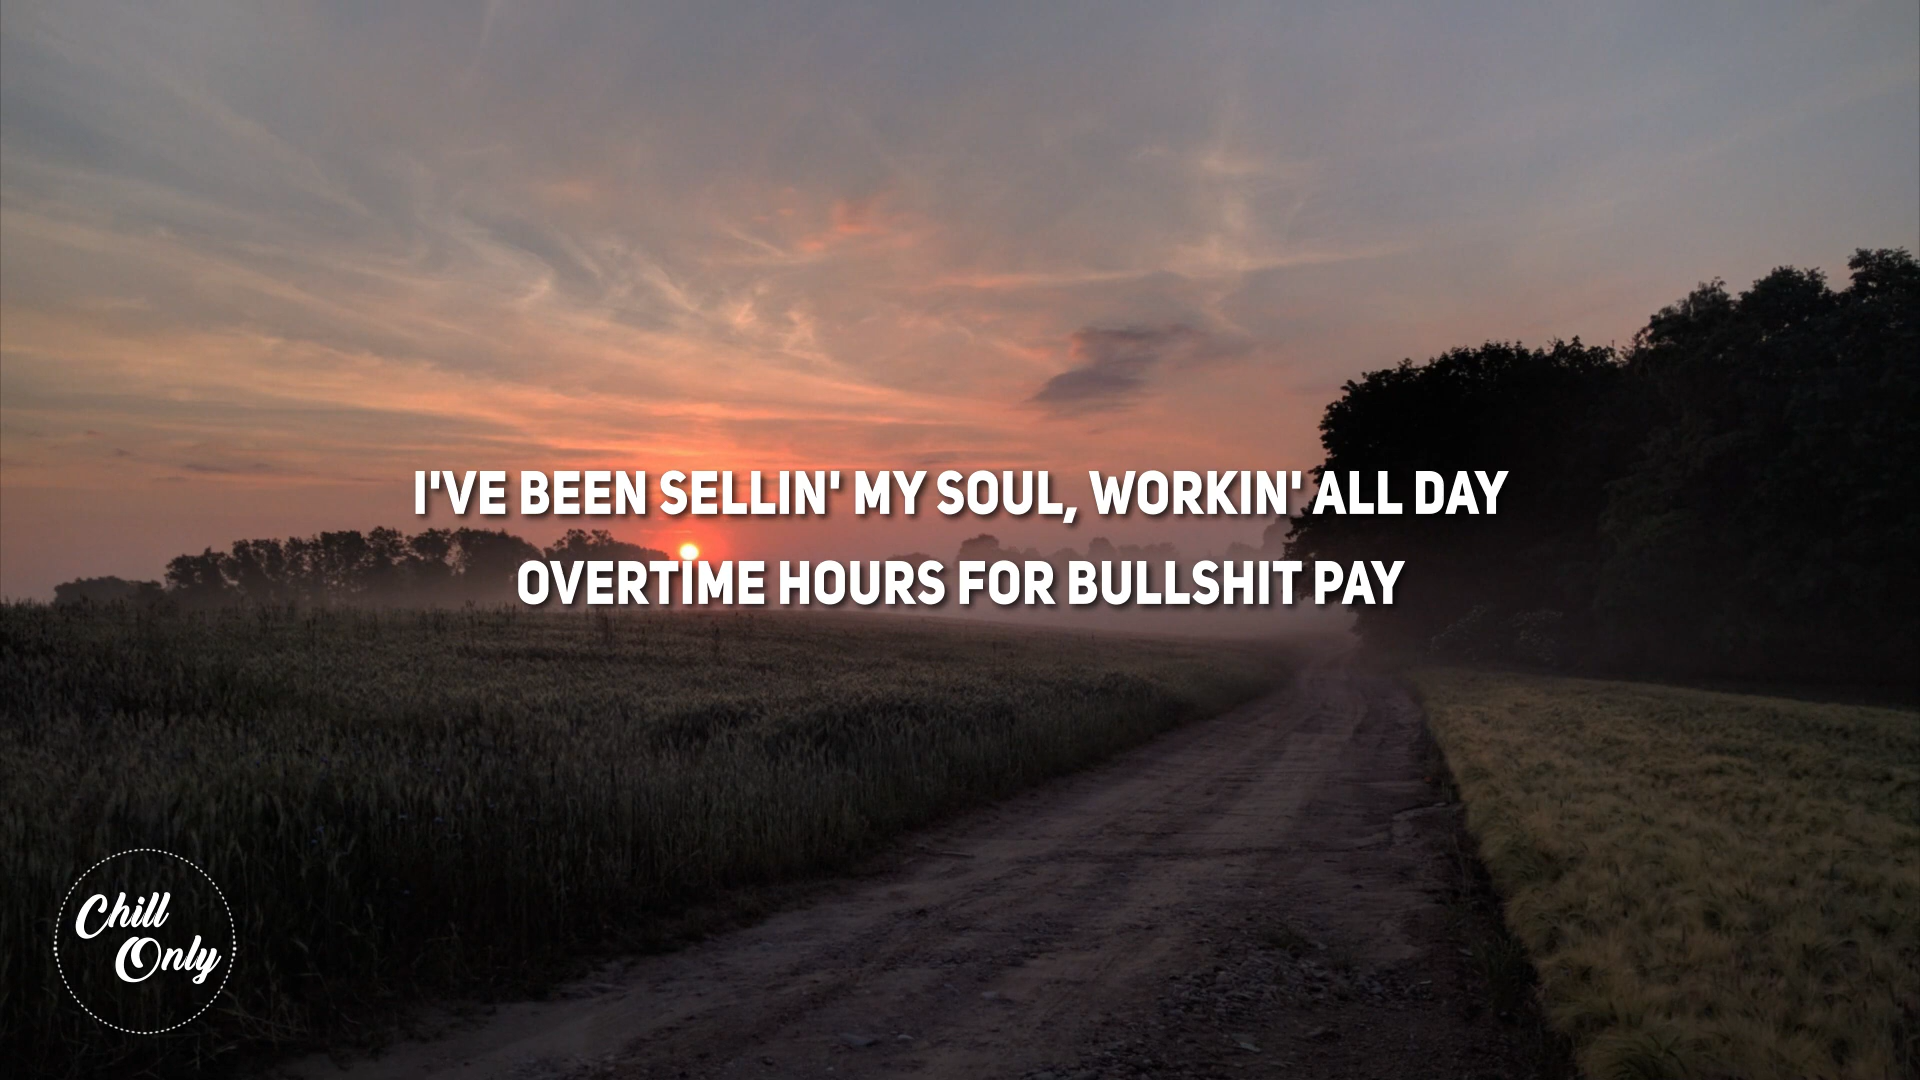 I'VE BEEN SELLIN' MY SOUL, WORKIN' ALL DAY
OVERTIME HOURS FOR BULLSHIT PAY
Chill
Only